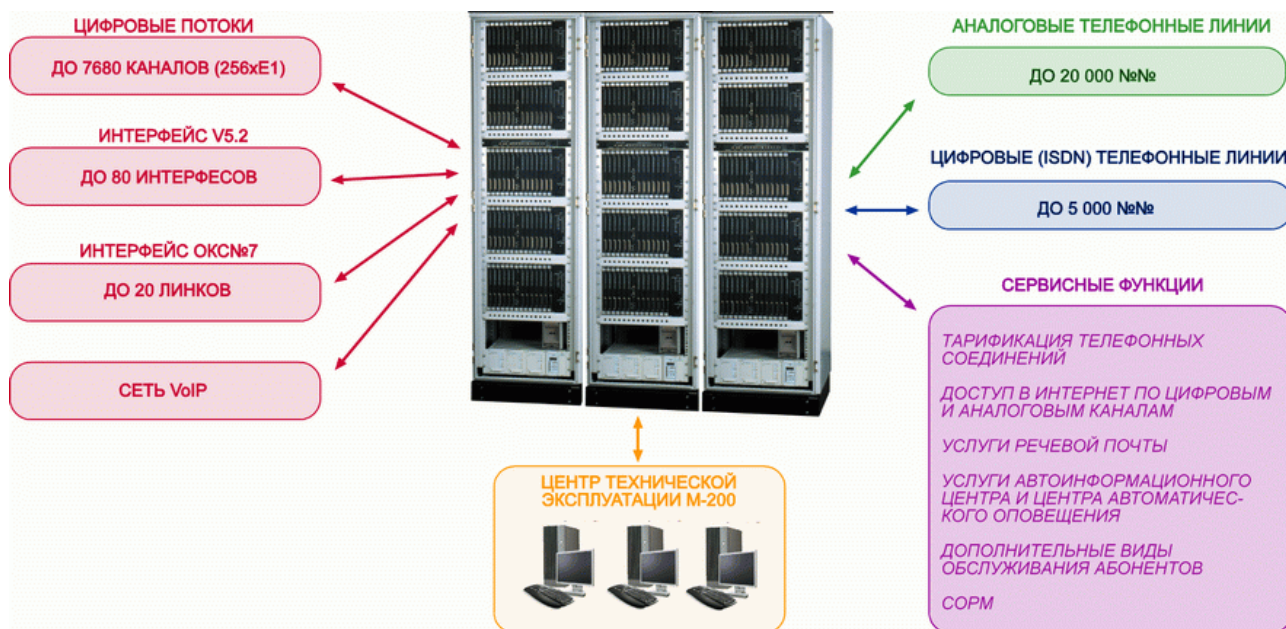 ЦИФРОВЫЕ ПОТОКИ
ДО 7680 КАНАЛОВ (256xE1)
ИНТЕРФЕЙС V5.2
ДО 80 ИНТЕРФЕСОВ
ИНТЕРФЕЙС ОКС№7
ДО 20 ЛИНКОВ
СЕТЬ VoIP
ЦЕНТР ТЕХНИЧЕСКОЙ
ЭКСПЛУАТАЦИИ М-200
АНАЛОГОВЫЕ ТЕЛЕФОННЫЕ ЛИНИИ
ДО 20 000 №№
ЦИФРОВЫЕ (ISDN) ТЕЛЕФОННЫЕ ЛИНИИ
ДО 5 000 №№
СЕРВИСНЫЕ ФУНКЦИИ
ТАРИФИКАЦИЯ ТЕЛЕФОННЫХ
СОЕДИНЕНИЙ
ДОСТУП В ИНТЕРНЕТ ПО ЦИФРОВЫМ
И АНАЛОГОВЫМ КАНАЛАМ
УСЛУГИ РЕЧЕВОЙ ПОЧТЫ
УСЛУГИ АВТОИНФОРМАЦИОННОГО
ЦЕНТРА И ЦЕНТРА АВТОМАТИЧЕС-
КОГО ОПОВЕЩЕНИЯ
ДОПОЛНИТЕЛЬНЫЕ ВИДЫ
ОБСЛУЖИВАНИЯ АБОНЕНТОВ
СОРМ